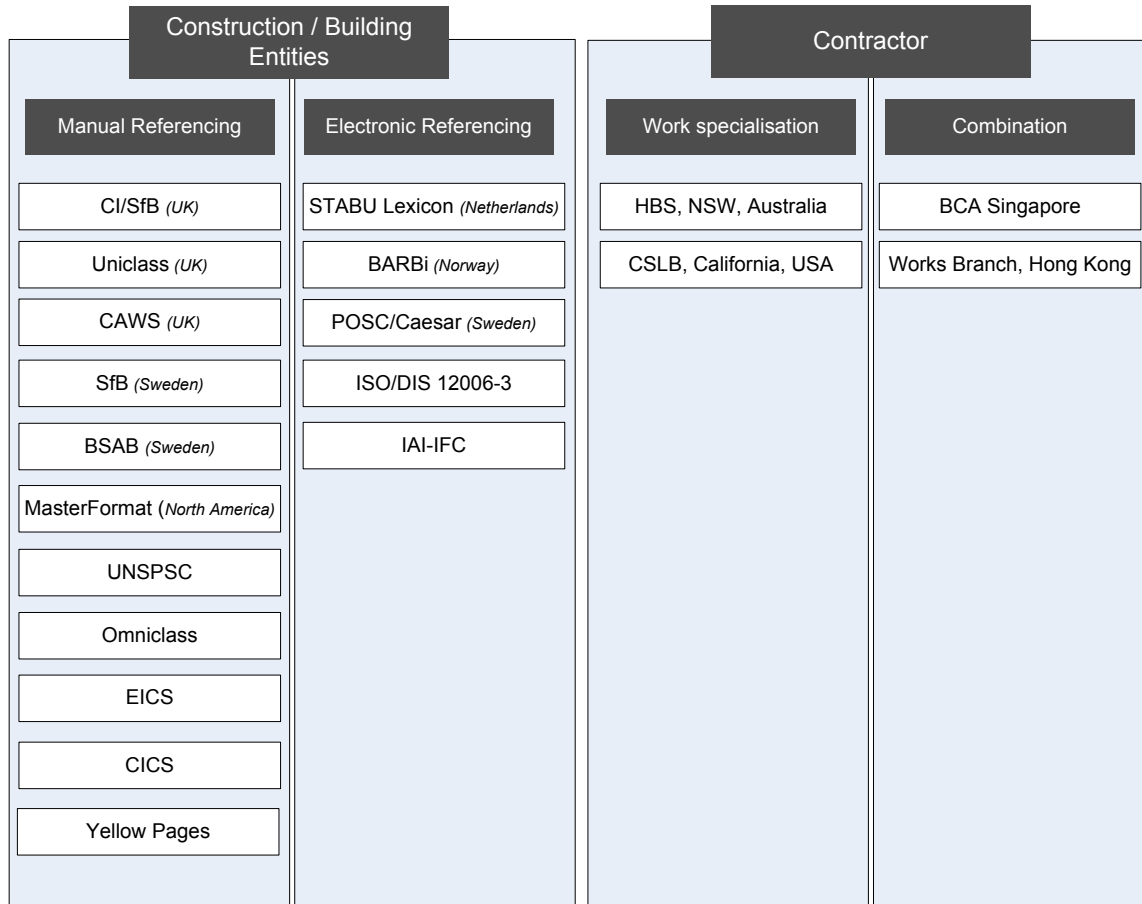 Construction / Building
Entities
Manual Referencing
CI/SfB (UK)
Uniclass (UK)
CAWS (UK)
SfB (Sweden)
BSAB (Sweden)
MasterFormat (North America)
UNSPSC
Omniclass
EICS
CICS
Yellow Pages
Electronic Referencing
STABU Lexicon (Netherlands)
BARBi (Norway)
POSC/Caesar (Sweden)
ISO/DIS 12006-3
IAI-IFC
Contractor
Work specialisation
HBS, NSW, Australia
CSLB, California, USA
Combination
BCA Singapore
Works Branch, Hong Kong